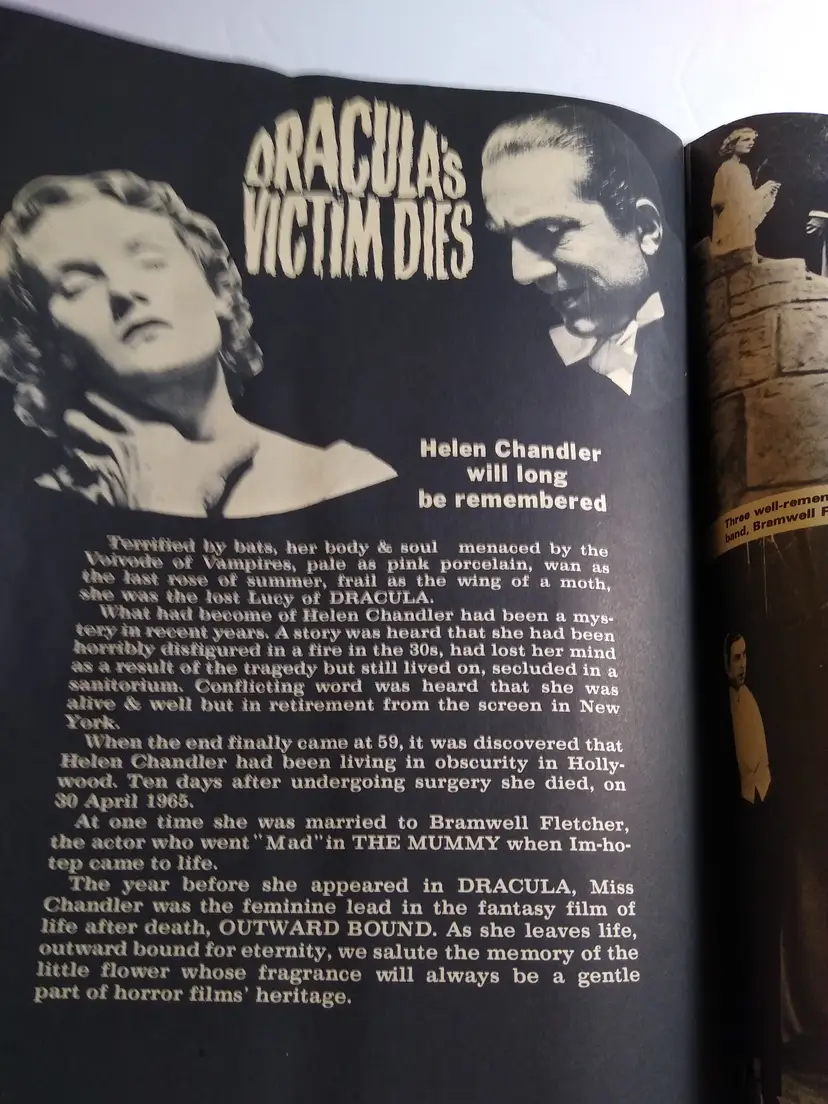 DRACULA'S
VICTIM DIES
Helen Chandler
will long
be remembered
Terrified by bats, her body & soul menaced by the
Voivode of Vampires, pale as pink porcelain, wan as
the last rose of summer, frail as the wing of a moth,
she was the lost Lucy of DRACULA.
What had become of Helen Chandler had been a mys-
tery in recent years. A story was heard that she had been
horribly disfigured in a fire in the 30s, had lost her mind
as a result of the tragedy but still lived on, secluded in a
sanitorium. Conflicting word was heard that she was
alive & well but in retirement from the screen in New
York.
When the end finally came at 59, it was discovered that
Helen Chandler had been living in obscurity in Holly-
wood. Ten days after undergoing surgery she died, on
30 April 1965.
At one time she was married to Bramwell Fletcher,
the actor who went "Mad" in THE MUMMY when Im-ho-
tep came to life.
The year before she appeared in DRACULA, Miss
Chandler was the feminine lead in the fantasy film of
life after death, OUTWARD BOUND. As she leaves life,
outward bound for eternity, we salute the memory of the
little flower whose fragrance will always be a gentle
part of horror films' heritage.
Three well-remem
band, Bramwell F